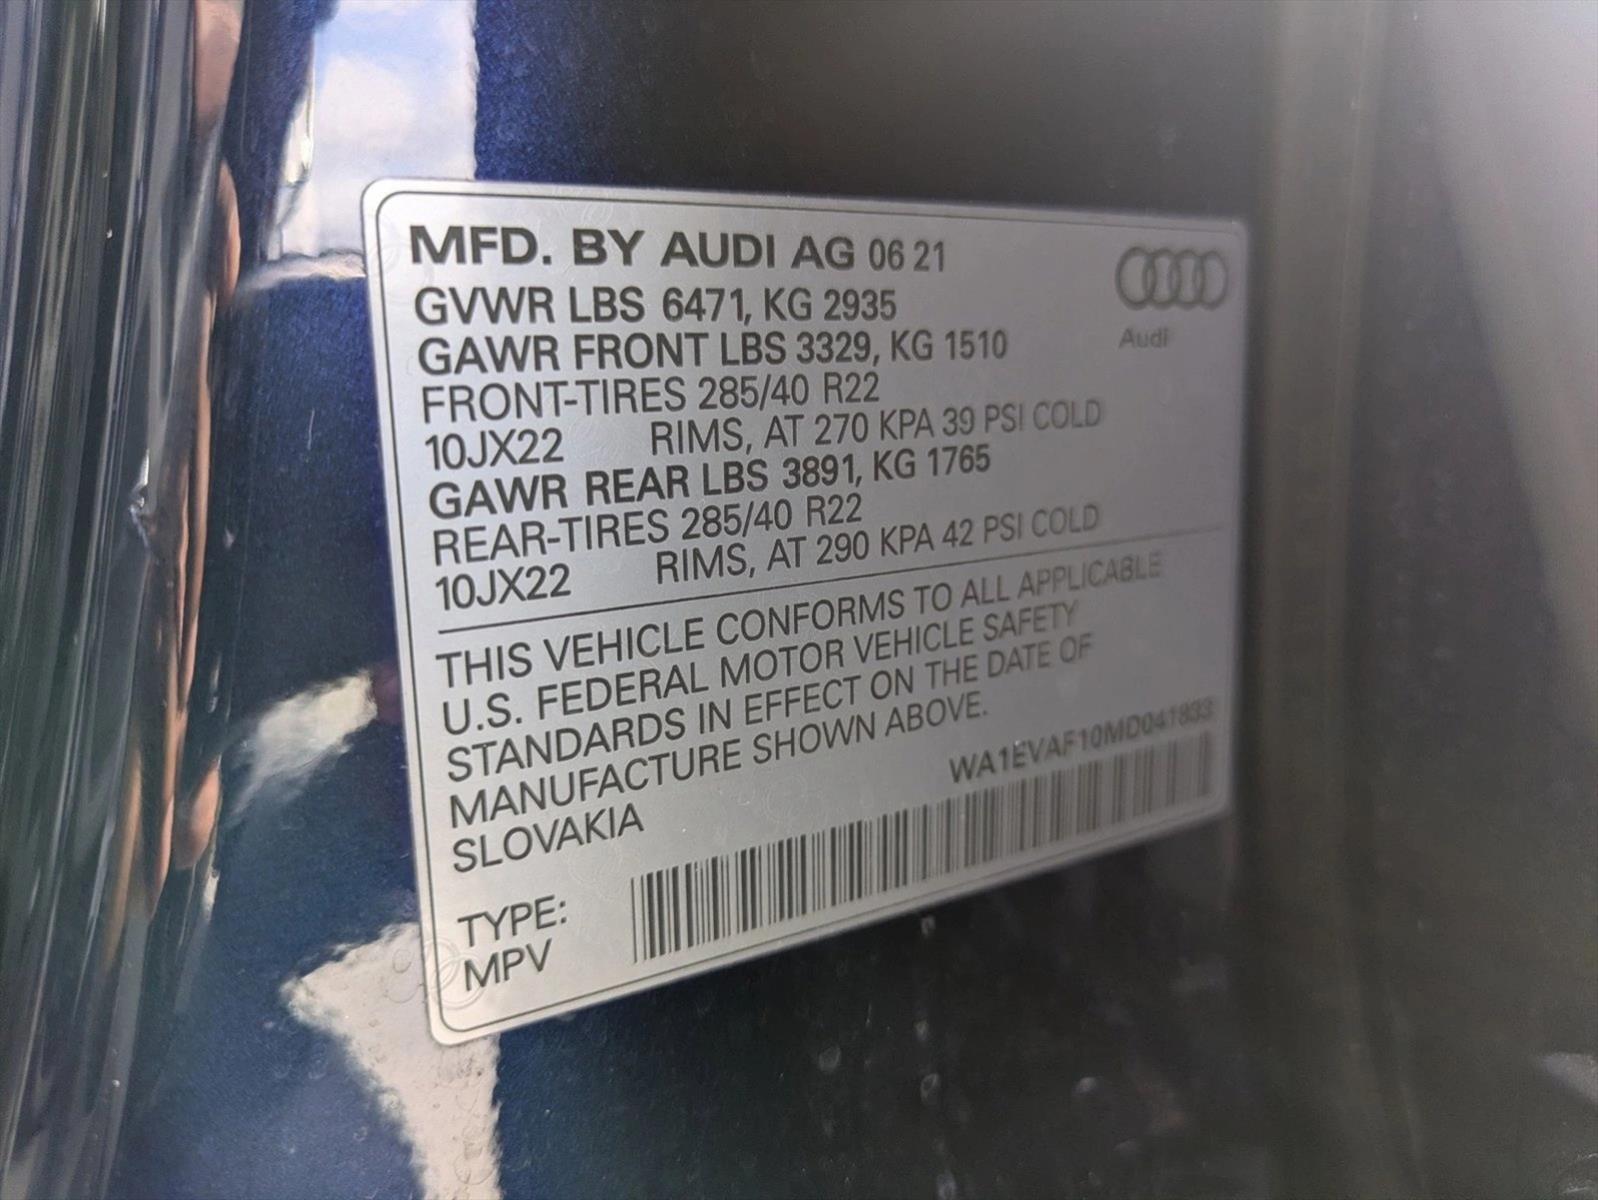 MFD. BY AUDI AG 06 21
GVWR LBS 6471, KG 2935
GAWR FRONT LBS 3329, KG 1510
FRONT-TIRES 285/40 R22
10JX22 RIMS, AT 270 KPA 39 PSI COLD
GAWR REAR LBS 3891, KG 1765
REAR-TIRES 285/40 R22
10JX22 RIMS, AT 290 KPA 42 PSI COLD
Audi
THIS VEHICLE CONFORMS TO ALL APPLICABLE
U.S. FEDERAL MOTOR VEHICLE SAFETY
STANDARDS IN EFFECT ON THE DATE OF
MANUFACTURE SHOWN ABOVE.
SLOVAKIA
WA1EVAF10MD041833
TYPE:
MPV